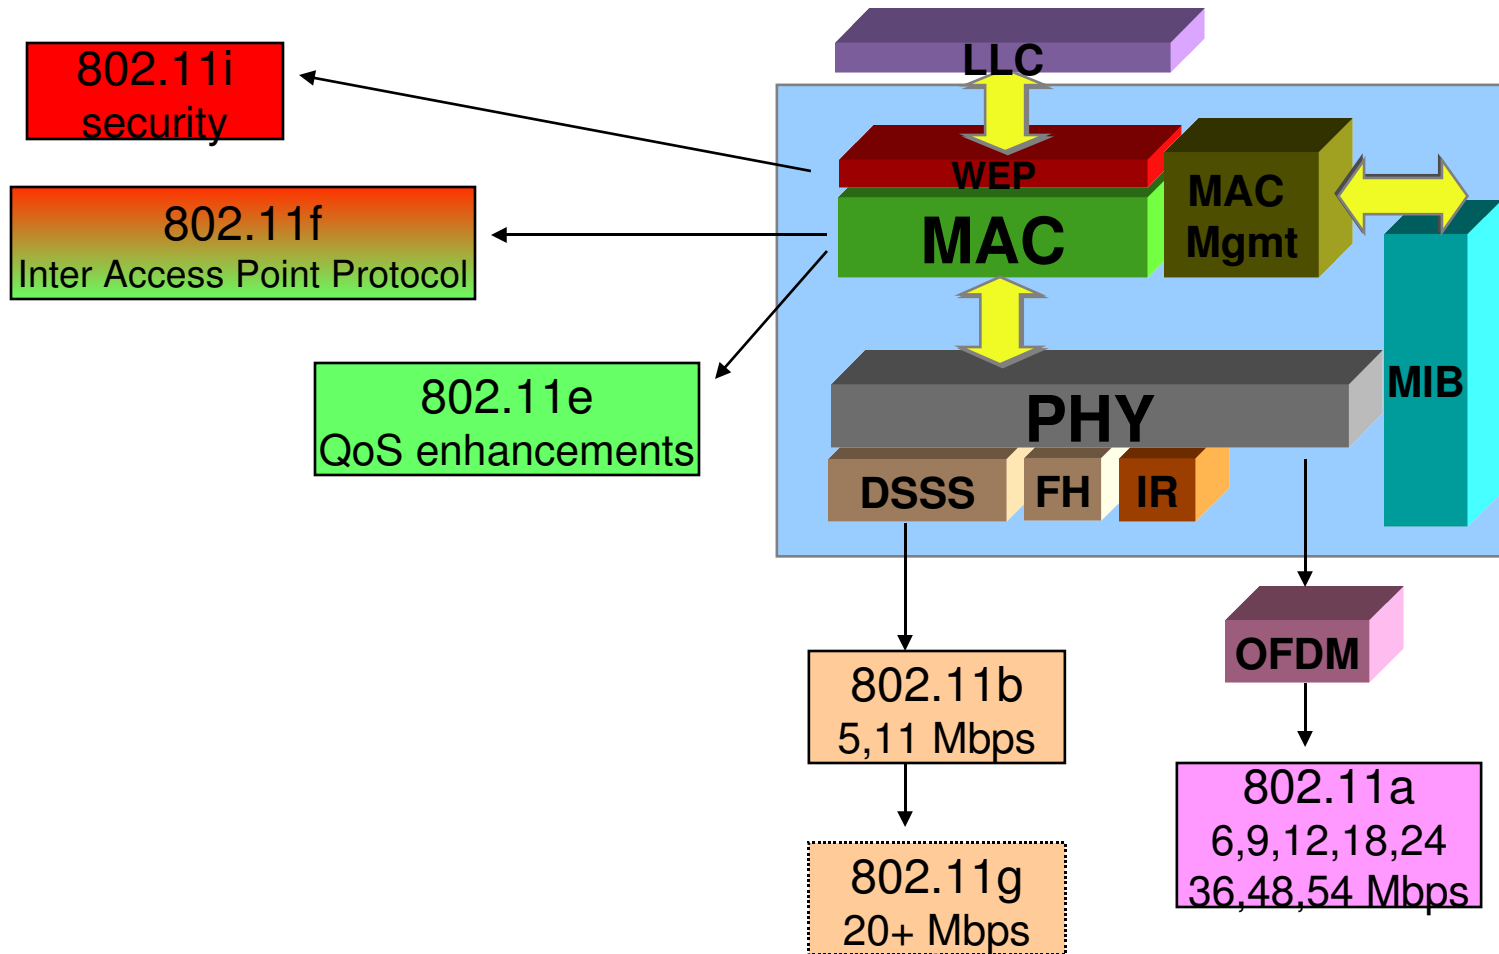 LLC
802.11i
security
WEP
MAC
MAC
Mgmt
802.11f
Inter Access Point Protocol
802.11e
QoS enhancements
PHY
MIB
DSSS
FH
IR
OFDM
802.11b
5,11 Mbps
802.11a
6,9,12,18,24
36,48,54 Mbps
802.11g
20+ Mbps